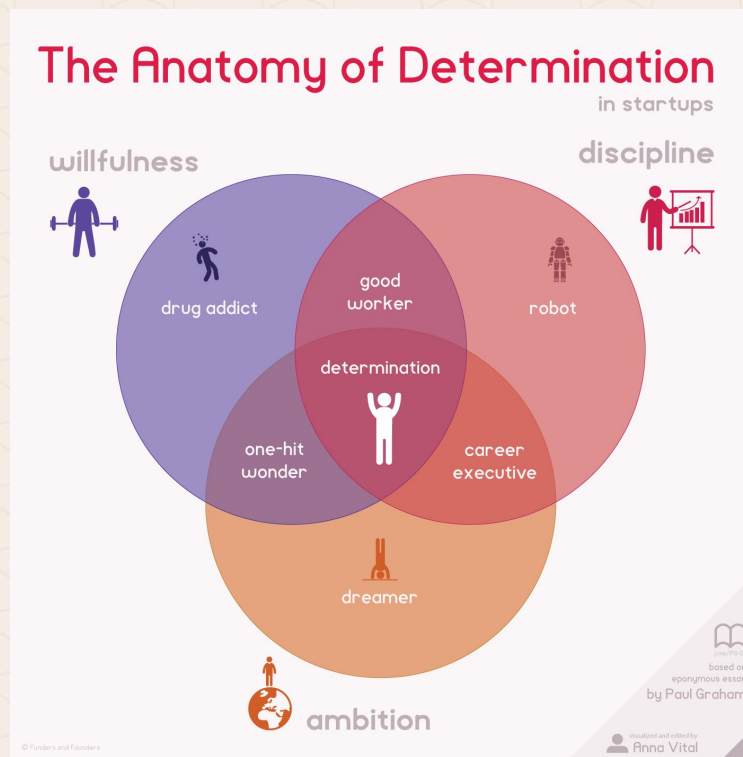 The Anatomy of Determination
in startups
willfulness
discipline
drug addict
good
worker
robot
determination
one-hit
wonder
career
executive
dreamer
ambition
based on
eponymous essay
by Paul Graham
visualized and edited by
Anna Vital
© Funders and Founders